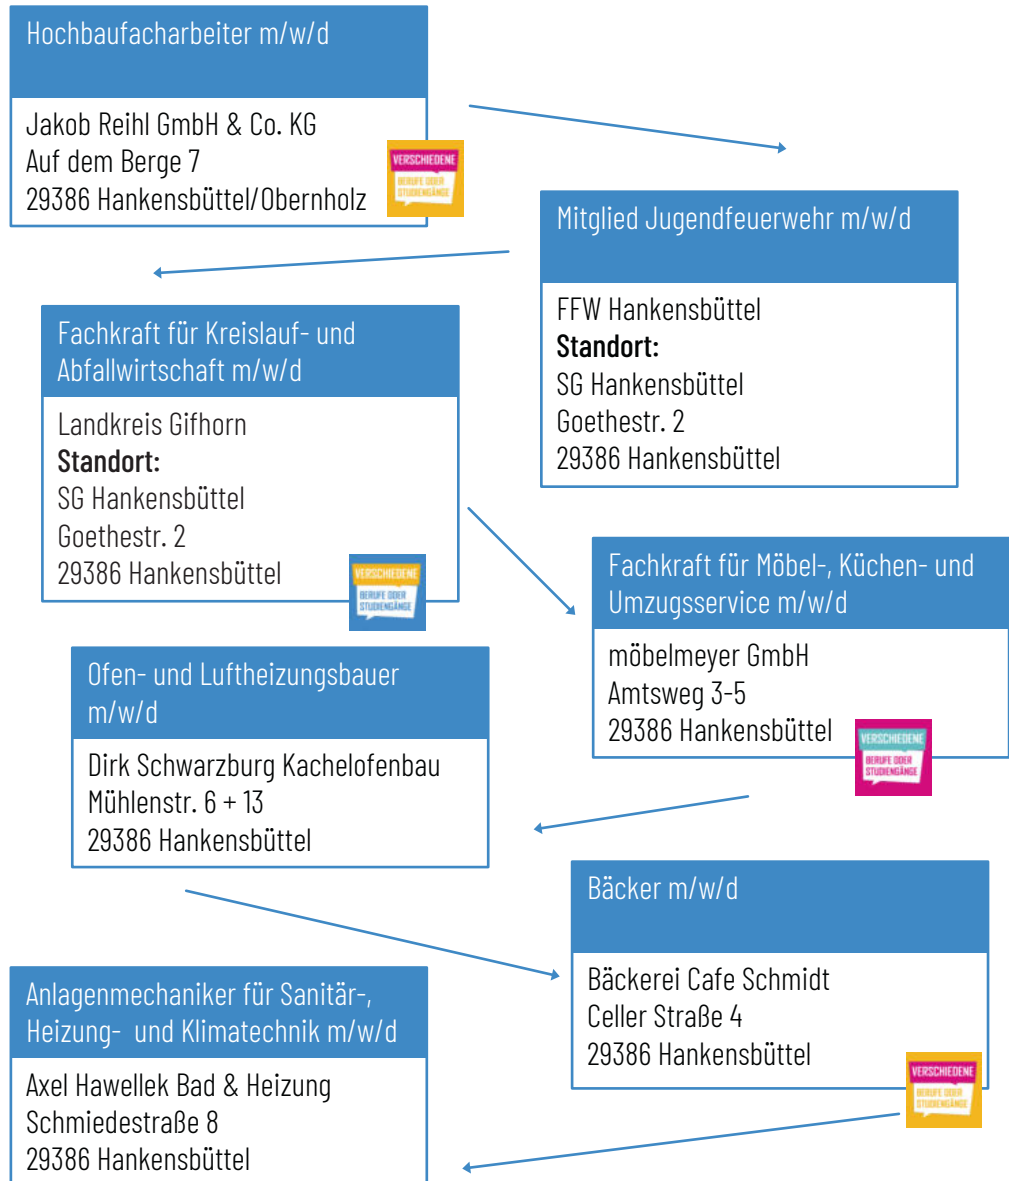 Hochbaufacharbeiter m/w/d
Jakob Reihl GmbH & Co. KG
Auf dem Berge 7
29386 Hankensbüttel/Obernholz
VERSCHIEDENE
BERUFE ODER
STUDIENGÄNGE
Mitglied Jugendfeuerwehr m/w/d
FFW Hankensbüttel
Standort:
SG Hankensbüttel
Goethestr. 2
29386 Hankensbüttel
Fachkraft für Kreislauf- und
Abfallwirtschaft m/w/d
Landkreis Gifhorn
Standort:
SG Hankensbüttel
Goethestr. 2
29386 Hankensbüttel
VERSCHIEDENE
BERUFE ODER
STUDIENGÄNGE
Fachkraft für Möbel-, Küchen- und
Umzugsservice m/w/d
möbelmeyer GmbH
Amtsweg 3-5
29386 Hankensbüttel
VERSCHIEDENE
BERUFE ODER
STUDIENGÄNGE
Ofen- und Luftheizungsbauer
m/w/d
Dirk Schwarzburg Kachelofenbau
Mühlenstr. 6 + 13
29386 Hankensbüttel
Bäcker m/w/d
Bäckerei Cafe Schmidt
Celler Straße 4
29386 Hankensbüttel
VERSCHIEDENE
BERUFE ODER
STUDIENGÄNGE
Anlagenmechaniker für Sanitär-,
Heizung- und Klimatechnik m/w/d
Axel Hawellek Bad & Heizung
Schmiedestraße 8
29386 Hankensbüttel